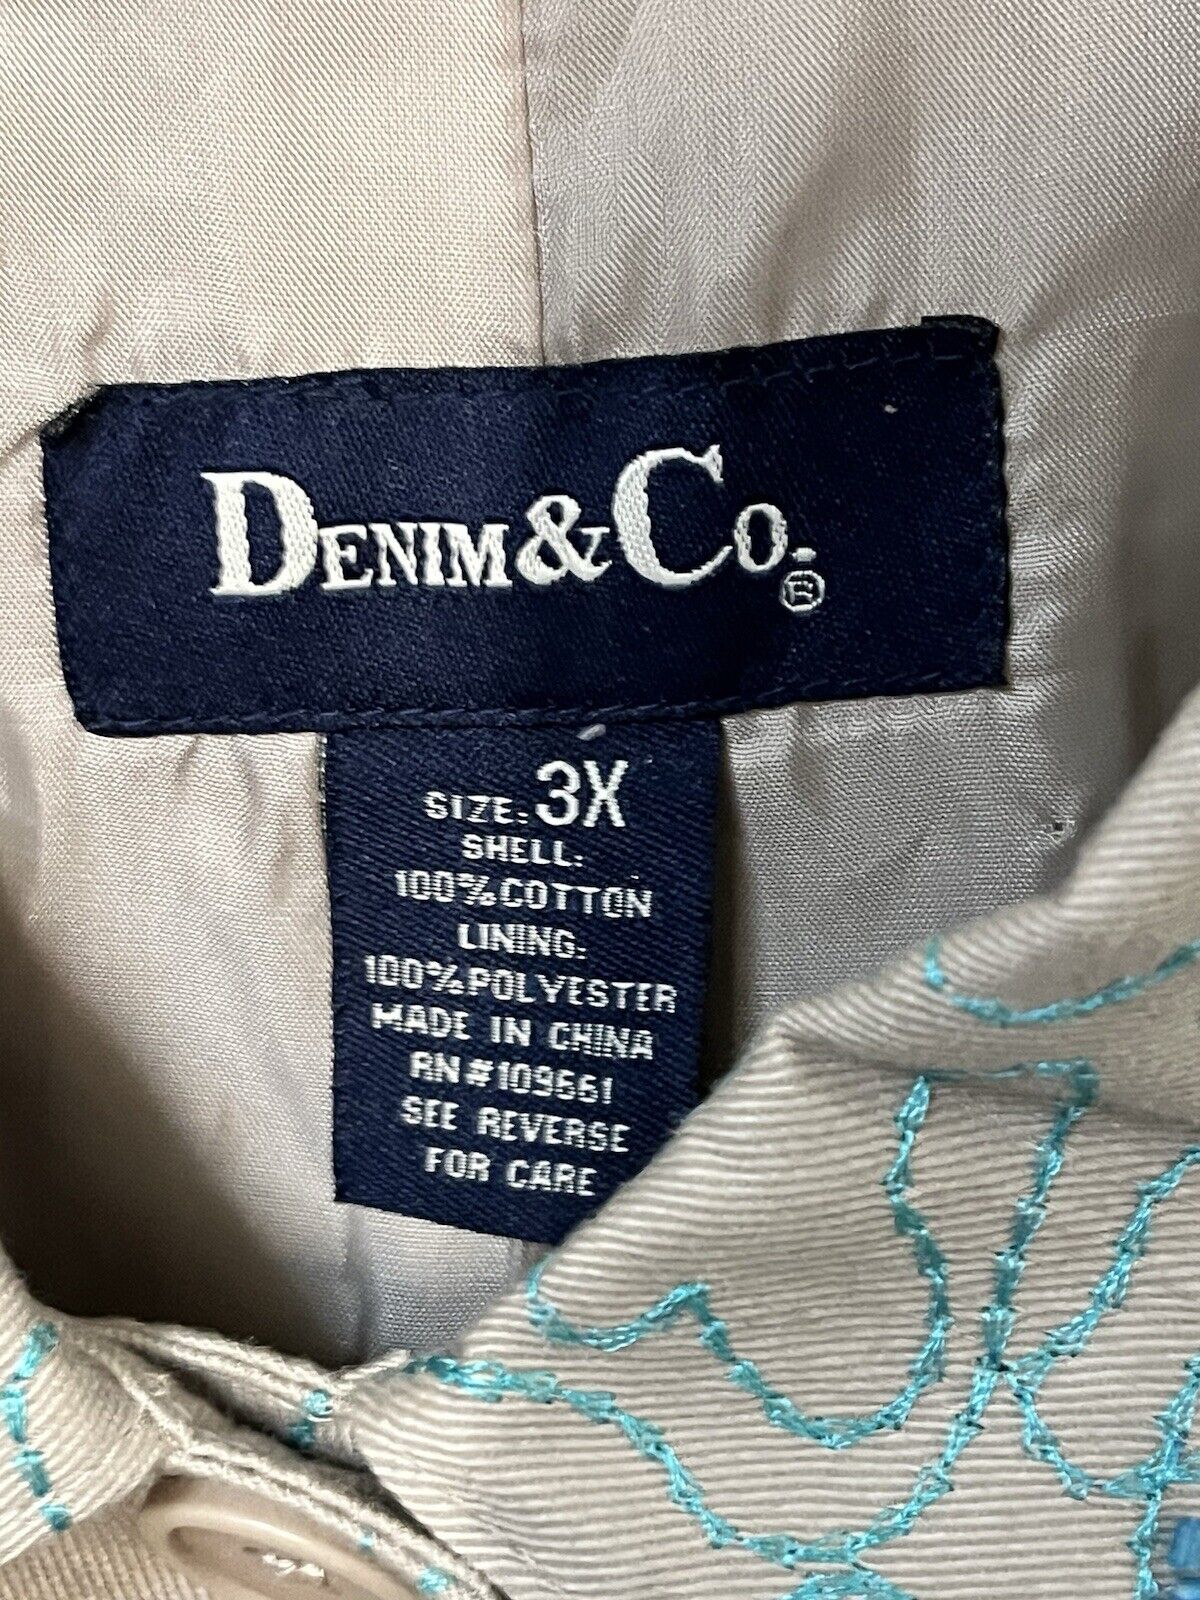 DENIM & CO.®
SIZE: 3X
SHELL:
100% COTTON
LINING:
100% POLYESTER
MADE IN CHINA
RN #109661
SEE REVERSE
FOR CARE